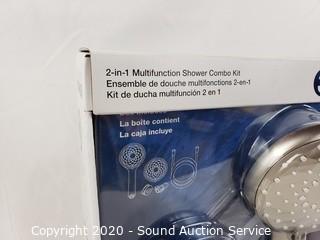 2-in-1 Multifunction Shower Combo Kit
Ensemble de douche multifonctions 2-en-1
Kit de ducha multifunción 2 en 1
La boîte contient
La caja incluye
Copyright © 2020 - Sound Auction Service